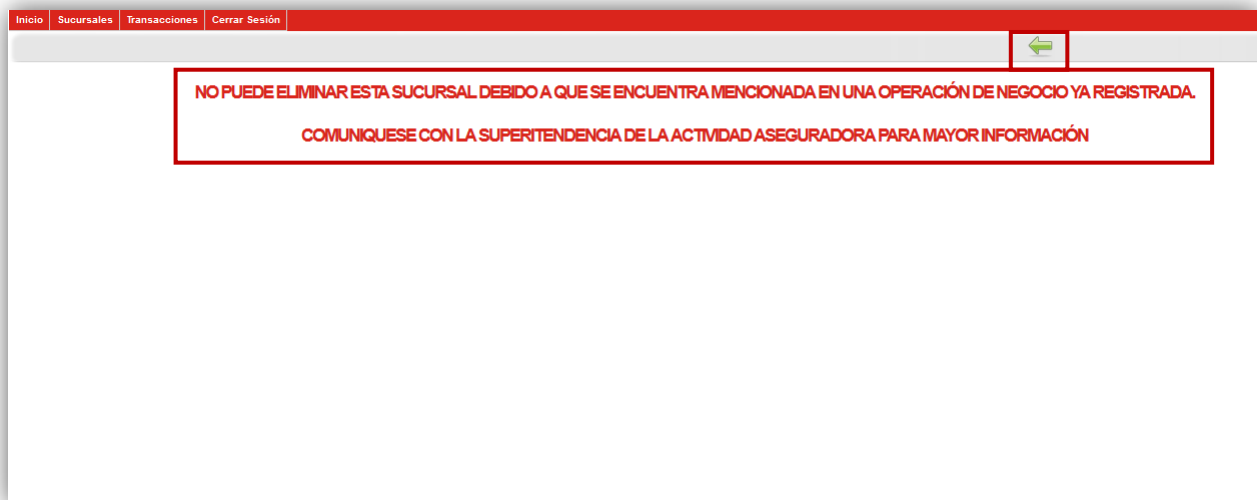 Inicio Sucursales Transacciones Cerrar Sesión
NO PUEDE ELIMINAR ESTA SUCURSAL DEBIDO A QUE SE ENCUENTRA MENCIONADA EN UNA OPERACIÓN DE NEGOCIO YA REGISTRADA.
COMUNIQUESE CON LA SUPERITENDENCIA DE LA ACTIVIDAD ASEGURADORA PARA MAYOR INFORMACIÓN